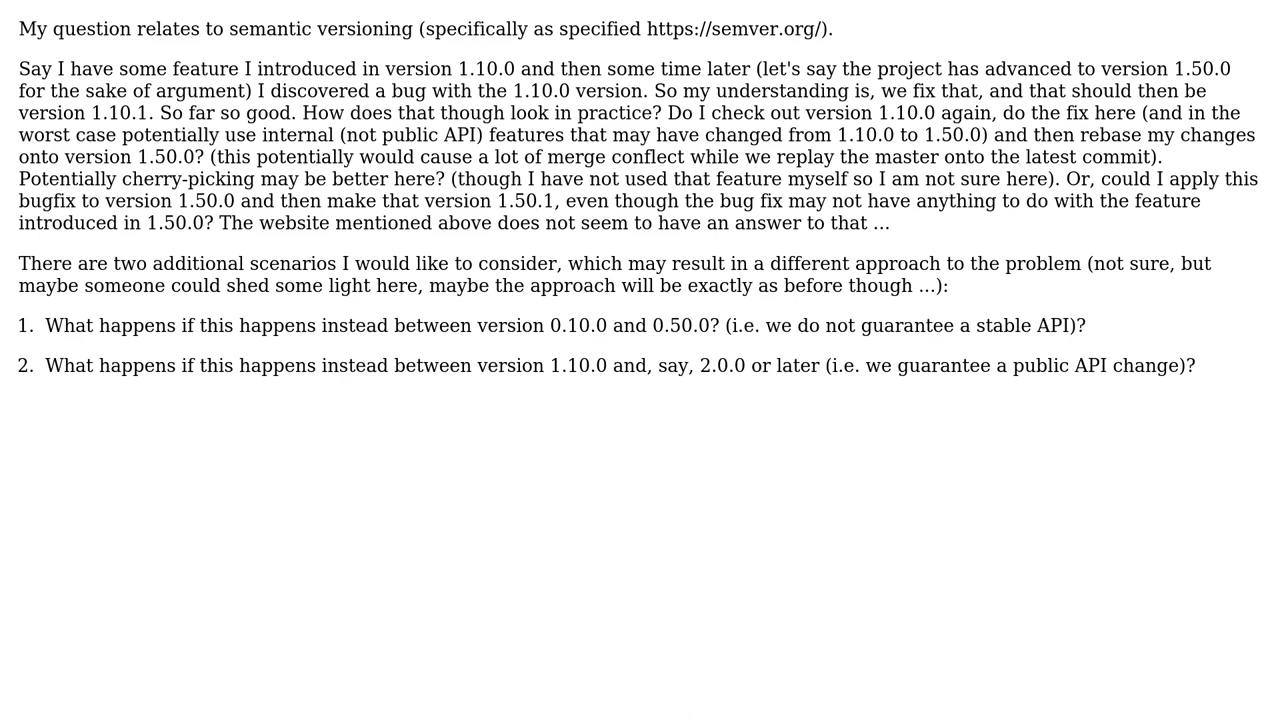 My question relates to semantic versioning (specifically as specified https://semver.org/).
Say I have some feature I introduced in version 1.10.0 and then some time later (let's say the project has advanced to version 1.50.0
for the sake of argument) I discovered a bug with the 1.10.0 version. So my understanding is, we fix that, and that should then be
version 1.10.1. So far so good. How does that though look in practice? Do I check out version 1.10.0 again, do the fix here (and in the
worst case potentially use internal (not public API) features that may have changed from 1.10.0 to 1.50.0) and then rebase my changes
onto version 1.50.0? (this potentially would cause a lot of merge conflict while we replay the master onto the latest commit).
Potentially cherry-picking may be better here? (though I have not used that feature myself so I am not sure here). Or, could I apply this
bugfix to version 1.50.0 and then make that version 1.50.1, even though the bug fix may not have anything to do with the feature
introduced in 1.50.0? The website mentioned above does not seem to have an answer to that ...
There are two additional scenarios I would like to consider, which may result in a different approach to the problem (not sure, but
maybe someone could shed some light here, maybe the approach will be exactly as before though ...):
1. What happens if this happens instead between version 0.10.0 and 0.50.0? (i.e. we do not guarantee a stable API)?
2. What happens if this happens instead between version 1.10.0 and, say, 2.0.0 or later (i.e. we guarantee a public API change)?